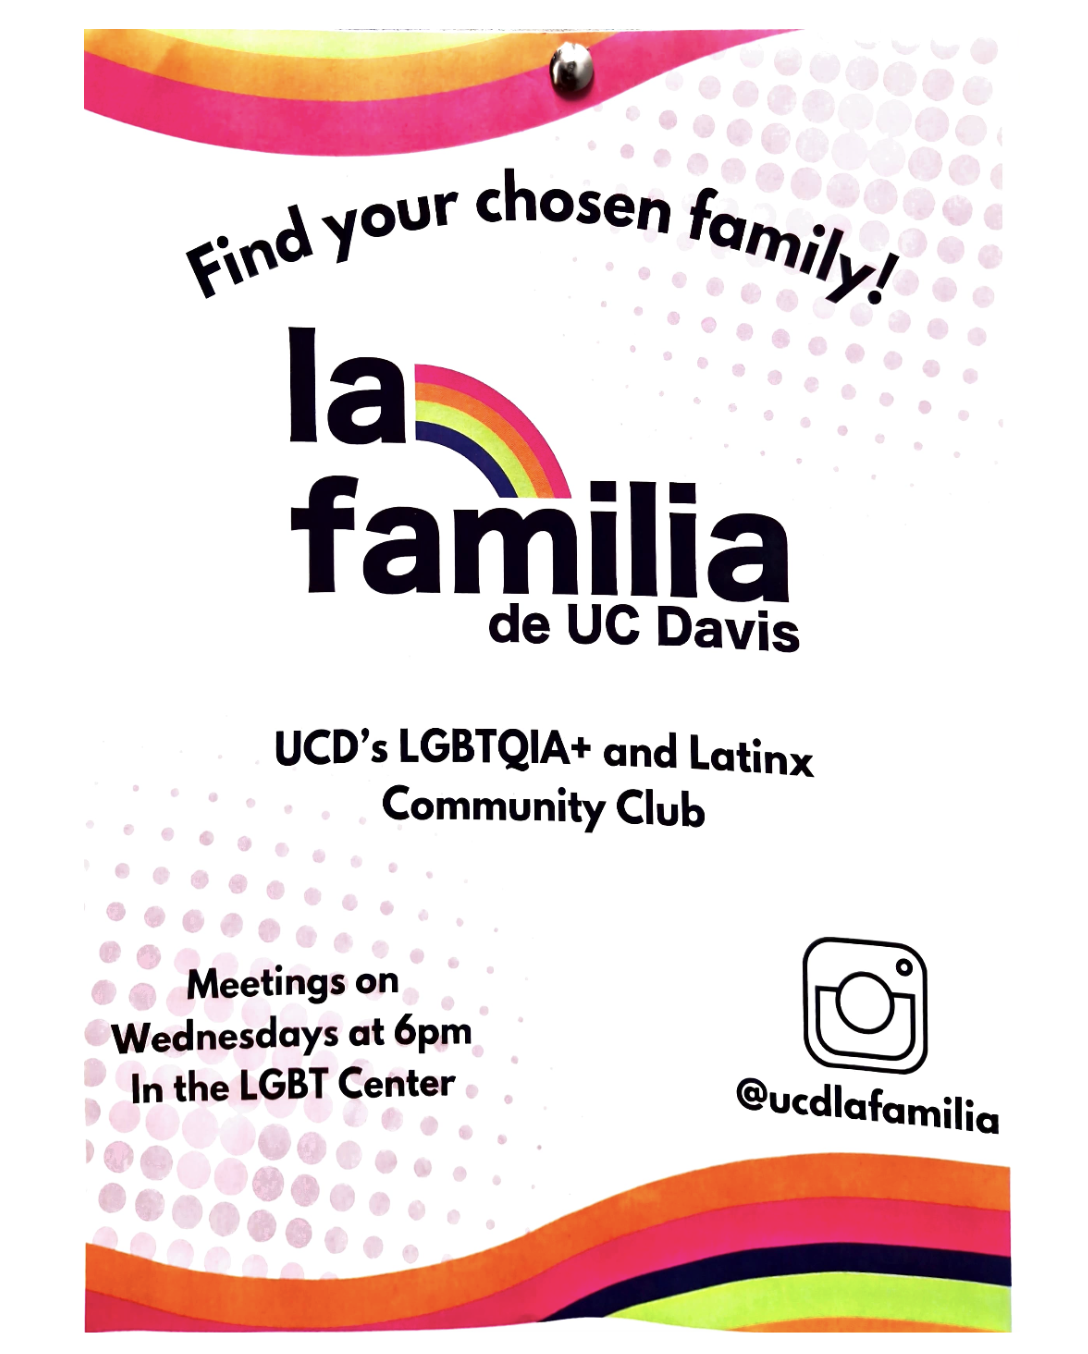 Find your chosen family!
la
familia
de UC Davis
UCD's LGBTQIA+ and Latinx
Community Club
Meetings on
Wednesdays at 6pm
In the LGBT Center
@ucdlafamilia